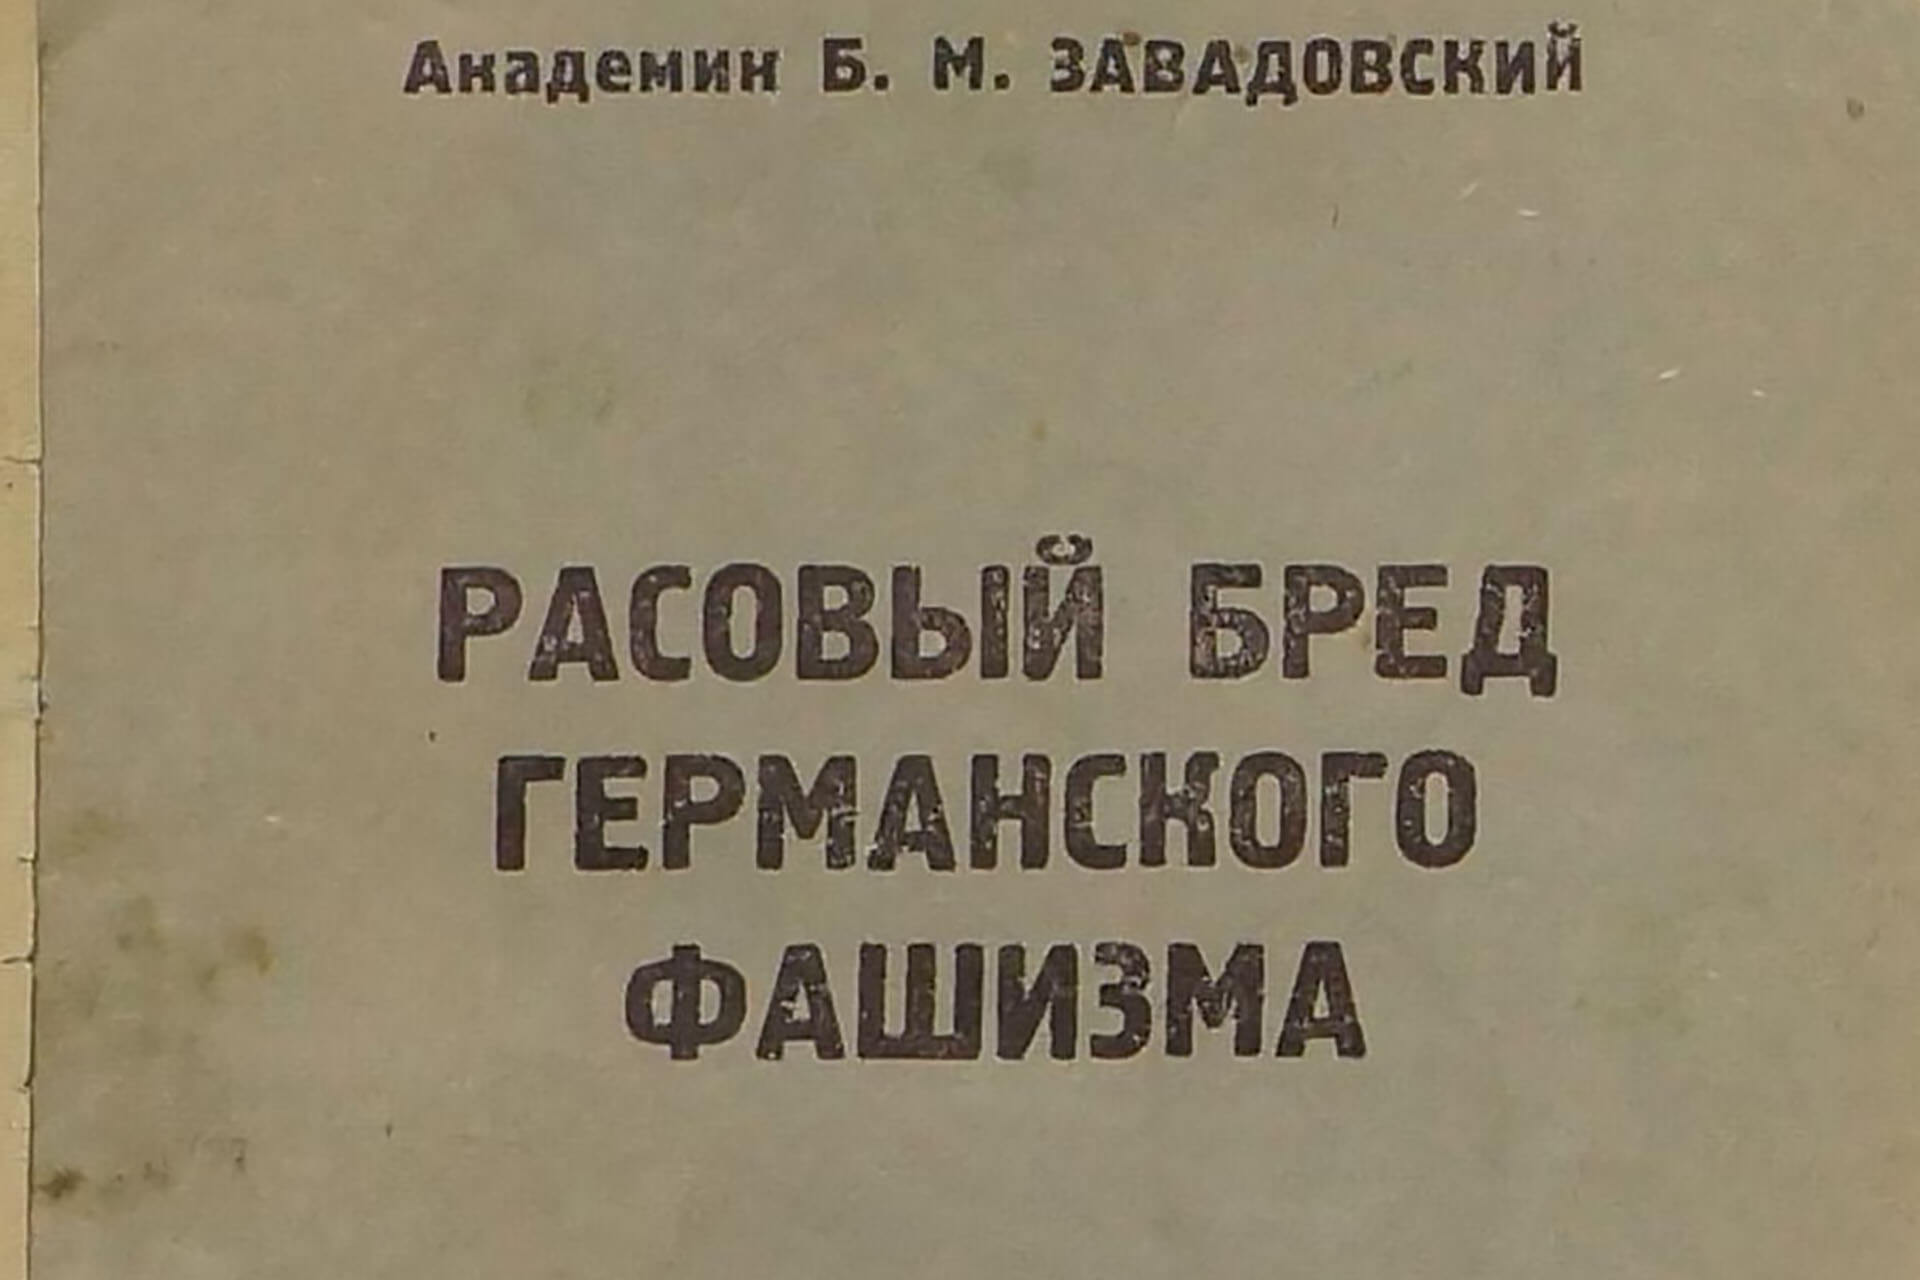 Академик Б. М. ЗАВАДОВСКИЙ
РАСОВЫЙ БРЕД
ГЕРМАНСКОГО
ФАШИЗМА